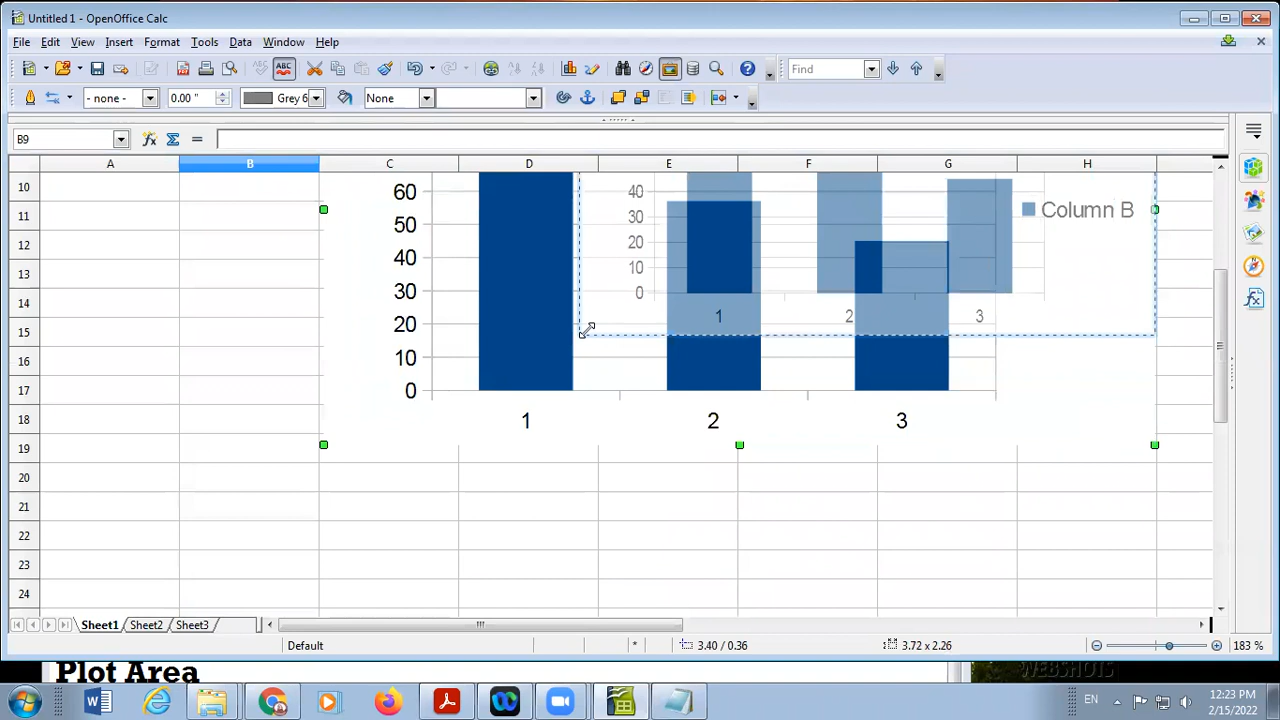 Untitled 1 - OpenOffice Calc
File Edit View Insert Format Tools Data Window Help
ABC Find
- none - 0.00 " Grey 6 None
B9
A B C D E F G H
10
11
12
13
14
15
16
17
18
19
20
21
22
23
24
60
50
40
30
20
10
0
1 2 3
40
30
20
10
0
1 2 3
Column B
Sheet1 Sheet2 Sheet3
Default * 3.40 / 0.36 3.72 x 2.26 183 %
Plot Area
WEBSHOTS
EN 12:23 PM
2/15/2022